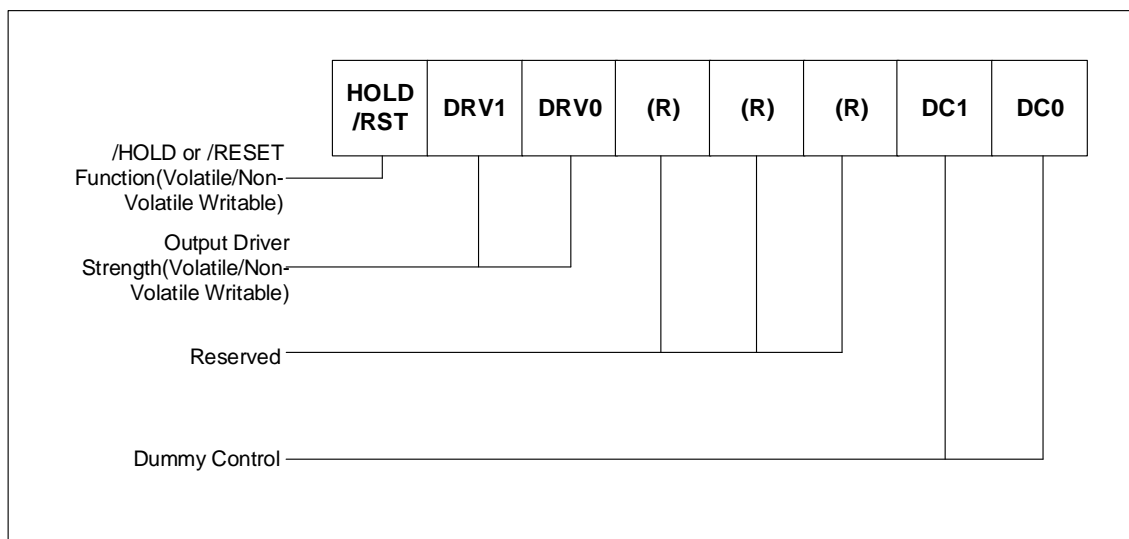 HOLD
/RST
DRV1
DRV0
(R)
(R)
(R)
DC1
DC0
/HOLD or /RESET
Function(Volatile/Non-
Volatile Writable)
Output Driver
Strength(Volatile/Non-
Volatile Writable)
Reserved
Dummy Control